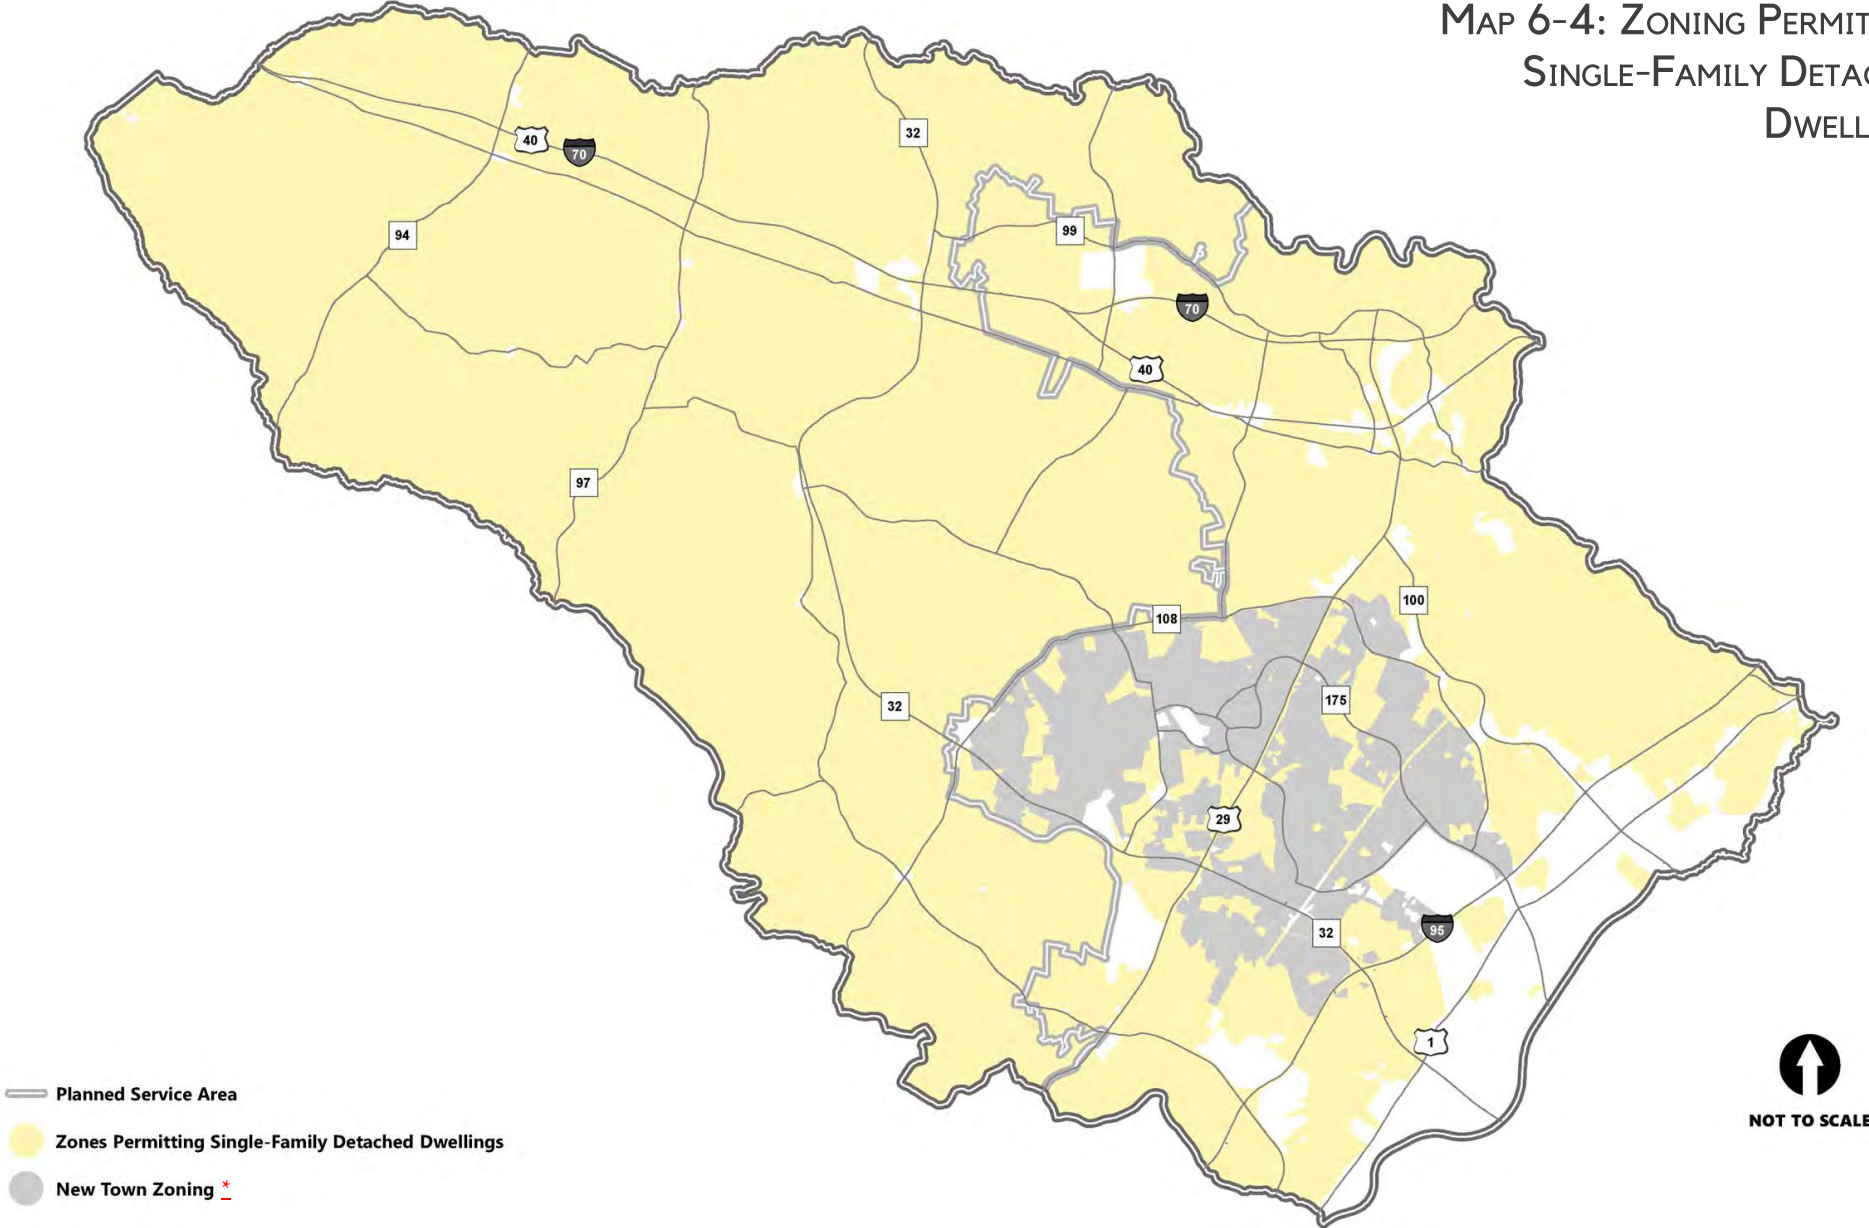 MAP 6-4: ZONING PERMIT
SINGLE-FAMILY DETAC
DWELL
40
70
32
94
99
70
40
97
100
108
175
32
29
32
95
1
Planned Service Area
Zones Permitting Single-Family Detached Dwellings
New Town Zoning *
NOT TO SCALE